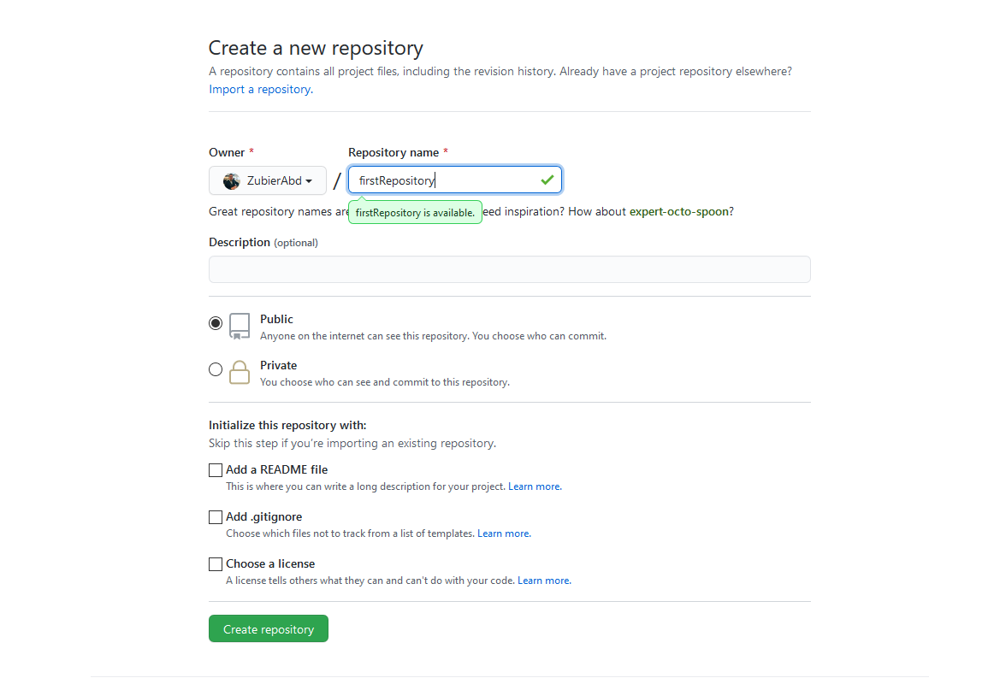 Create a new repository
A repository contains all project files, including the revision history. Already have a project repository elsewhere?
Import a repository.
Owner * Repository name *
ZubierAbd / firstRepository
Great repository names are eed inspiration? How about expert-octo-spoon?
firstRepository is available.
Description (optional)
Public
Anyone on the internet can see this repository. You choose who can commit.
Private
You choose who can see and commit to this repository.
Initialize this repository with:
Skip this step if you're importing an existing repository.
Add a README file
This is where you can write a long description for your project. Learn more.
Add .gitignore
Choose which files not to track from a list of templates. Learn more.
Choose a license
A license tells others what they can and can't do with your code. Learn more.
Create repository